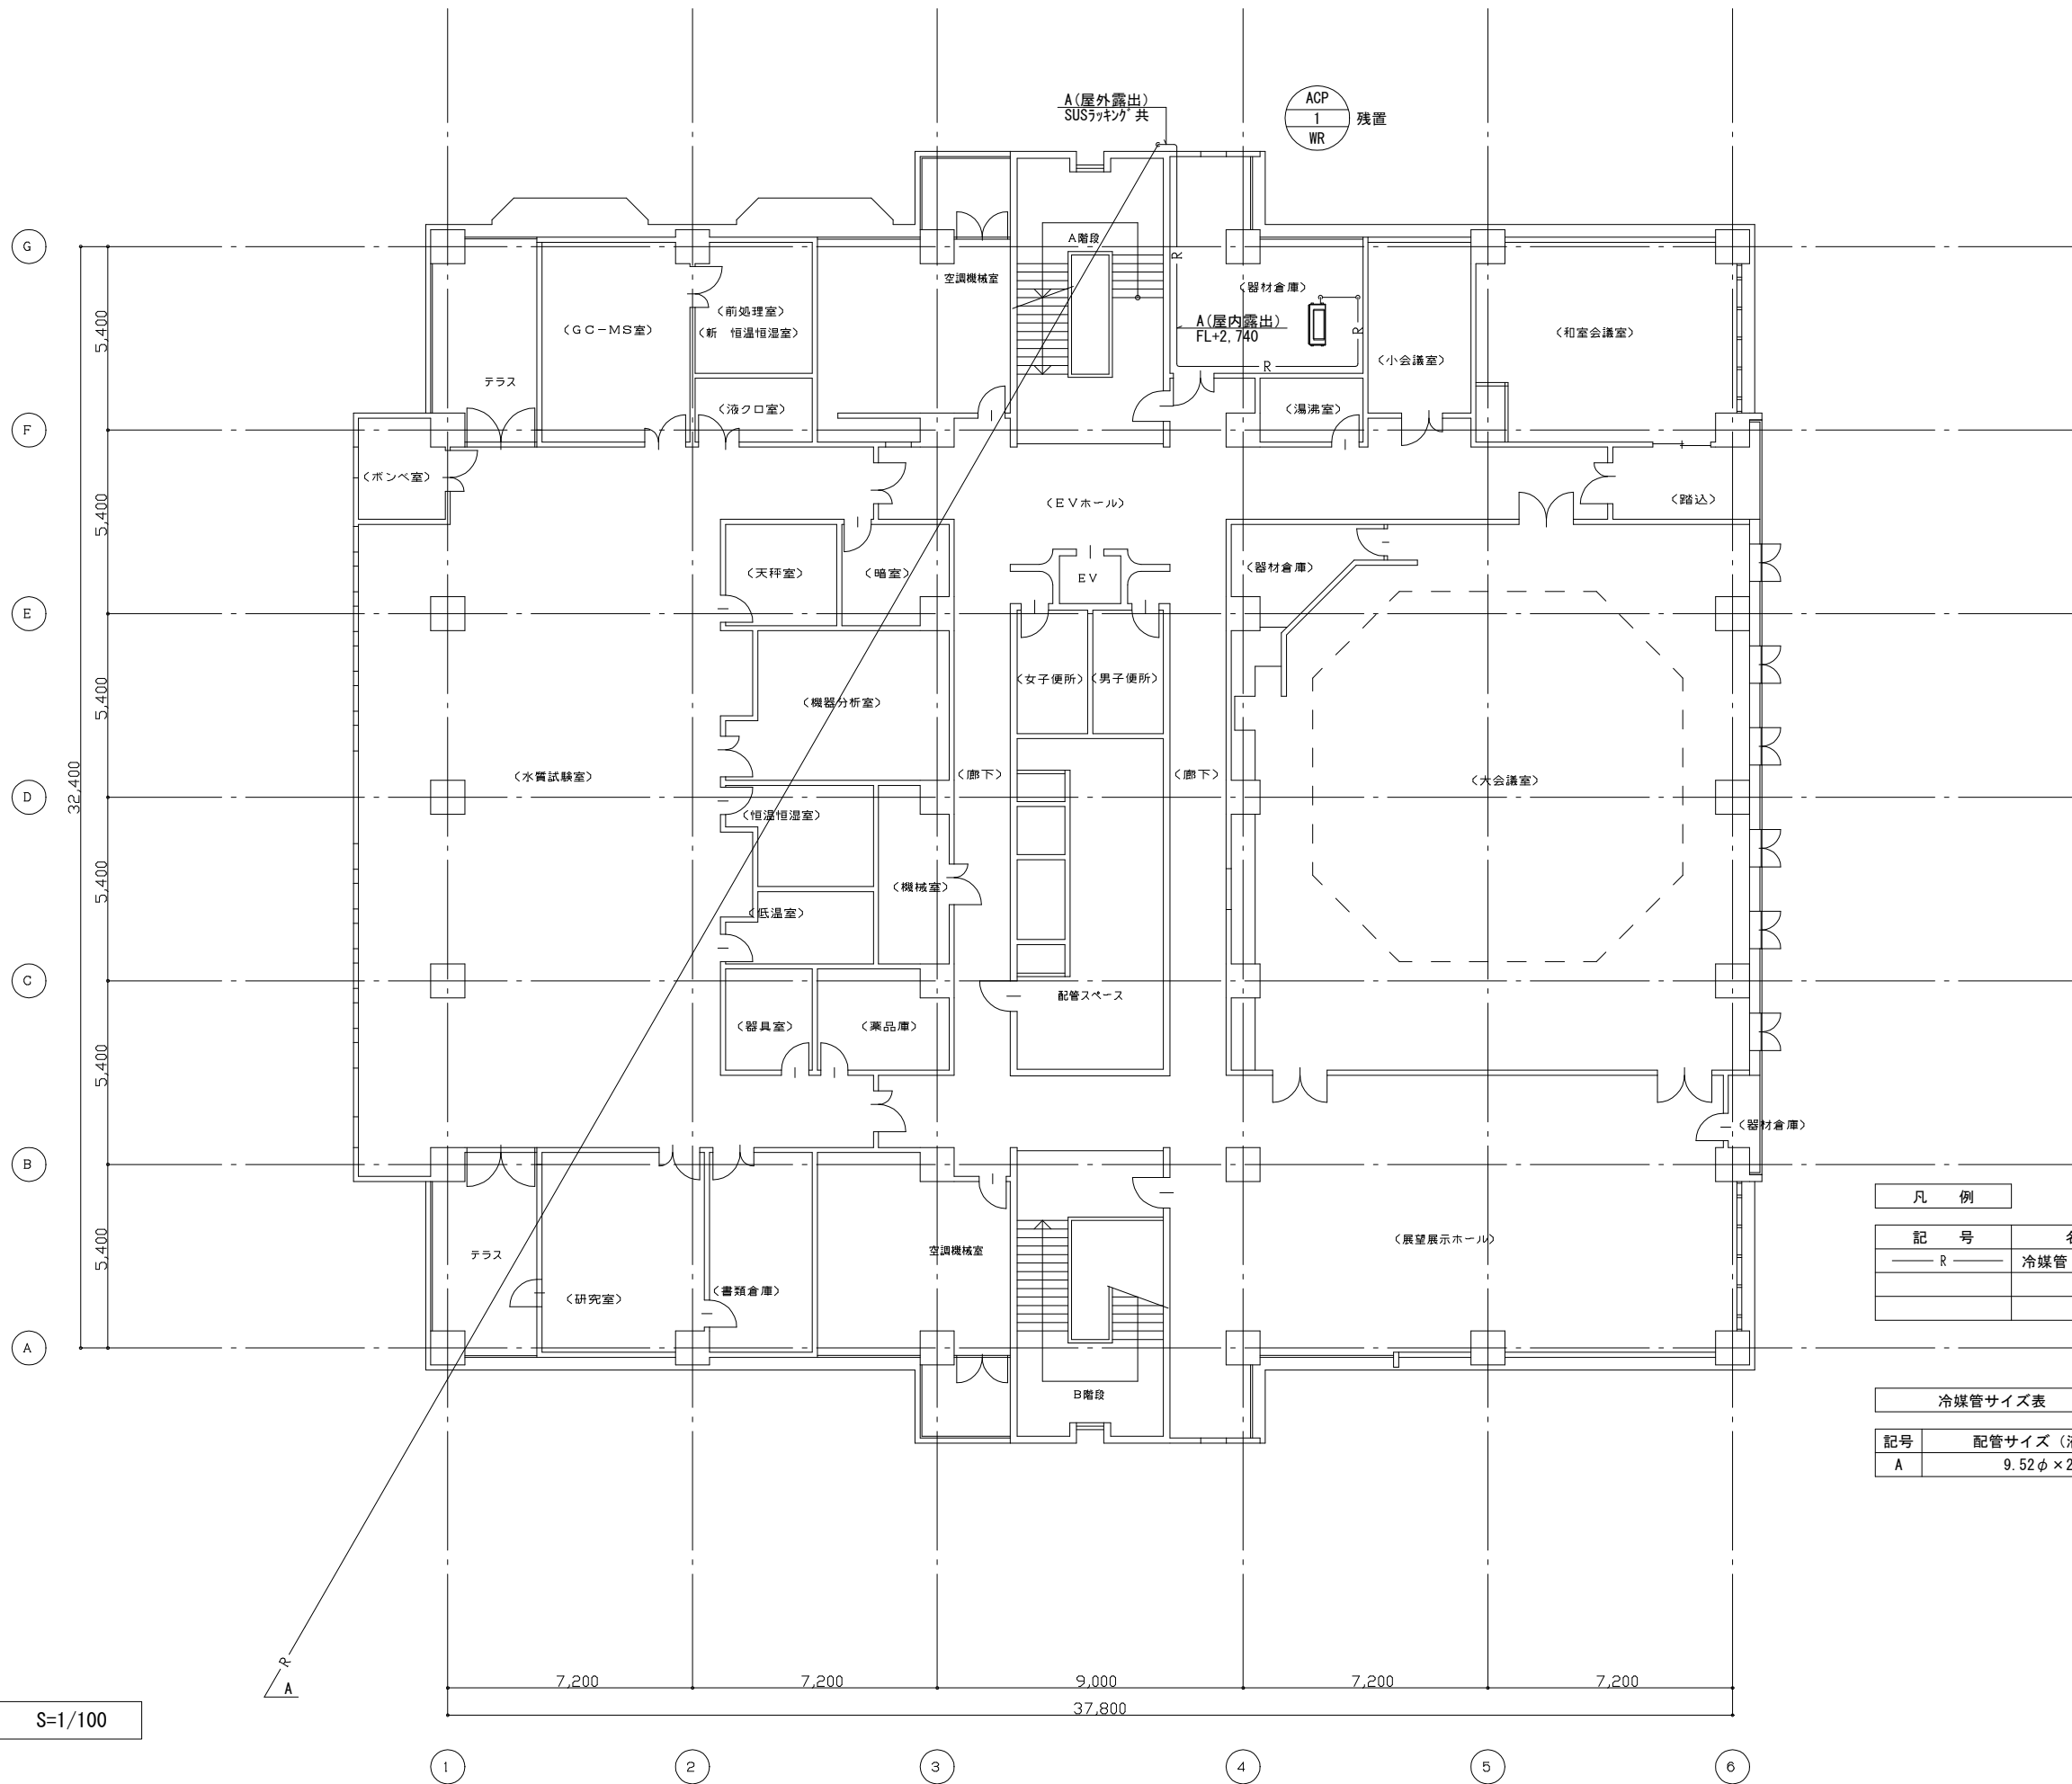 A(屋外露出)
SUSラッキング共
ACP
1
WR
残置
G
A階段
空調機械室
(器材倉庫)
R
A(屋内露出)
FL+2,740
R
R
(前処理室)
(新 恒温恒湿室)
(GC-MS室)
(小会議室)
(和室会議室)
5,400
テラス
(液クロ室)
(湯沸室)
F
(ボンベ室)
(EVホール)
(踏込)
5,400
(天秤室)
(暗室)
EV
(器材倉庫)
E
(女子便所)
(男子便所)
(機器分析室)
5,400
32,400
(水質試験室)
(廊下)
(廊下)
(大会議室)
D
(恒温恒湿室)
(機械室)
5,400
(低温室)
C
配管スペース
(器具室)
(薬品庫)
5,400
(器材倉庫)
B
凡 例
記 号
R
冷媒管
テラス
空調機械室
(展望展示ホール)
5,400
(書類倉庫)
(研究室)
A
B階段
冷媒管サイズ表
記号
配管サイズ(
A
9.52φ×2
R
A
7,200
7,200
9,000
7,200
7,200
37,800
S=1/100
1
2
3
4
5
6